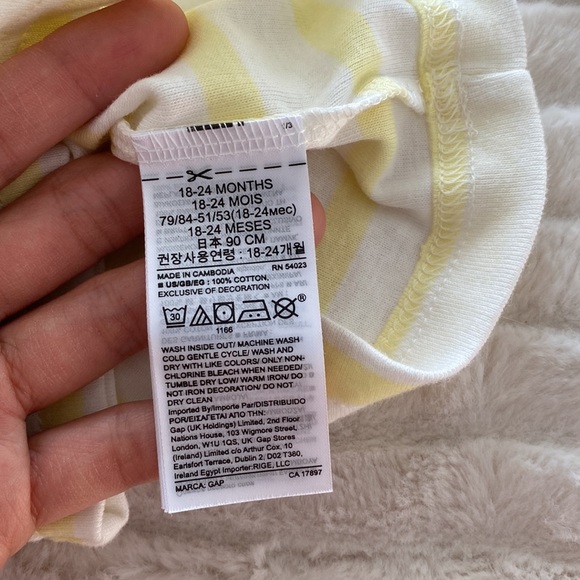 /3
18-24 MONTHS
18-24 MOIS
79/84-51/53(18-24мес)
18-24 MESES
日本 90 CM
권장사용연령 : 18-24개월
MADE IN CAMBODIA RN 54023
■ US/GB/EG : 100% COTTON,
EXCLUSIVE OF DECORATION
30
®
1166
WASH INSIDE OUT/ MACHINE WASH
COLD GENTLE CYCLE/ WASH AND
DRY WITH LIKE COLORS/ ONLY NON-
CHLORINE BLEACH WHEN NEEDED/
TUMBLE DRY LOW/ WARM IRON/ DO
NOT IRON DECORATION/ DO NOT
DRY CLEAN
Imported By/Importe Par/DISTRIBUIDO
POR/ΕΙΣΑΓΕΤΑΙ ΑΠΟ ΤΗΝ:
Gap (UK Holdings) Limited, 2nd Floor,
Nations House, 103 Wigmore Street,
London, W1U 1QS, UK Gap Stores
(Ireland) Limited c/o Arthur Cox, 10
Earlsfort Terrace, Dublin 2, D02 T380,
Ireland Egypt Importer:RIGE, LLC
MARCA: GAP CA 17897